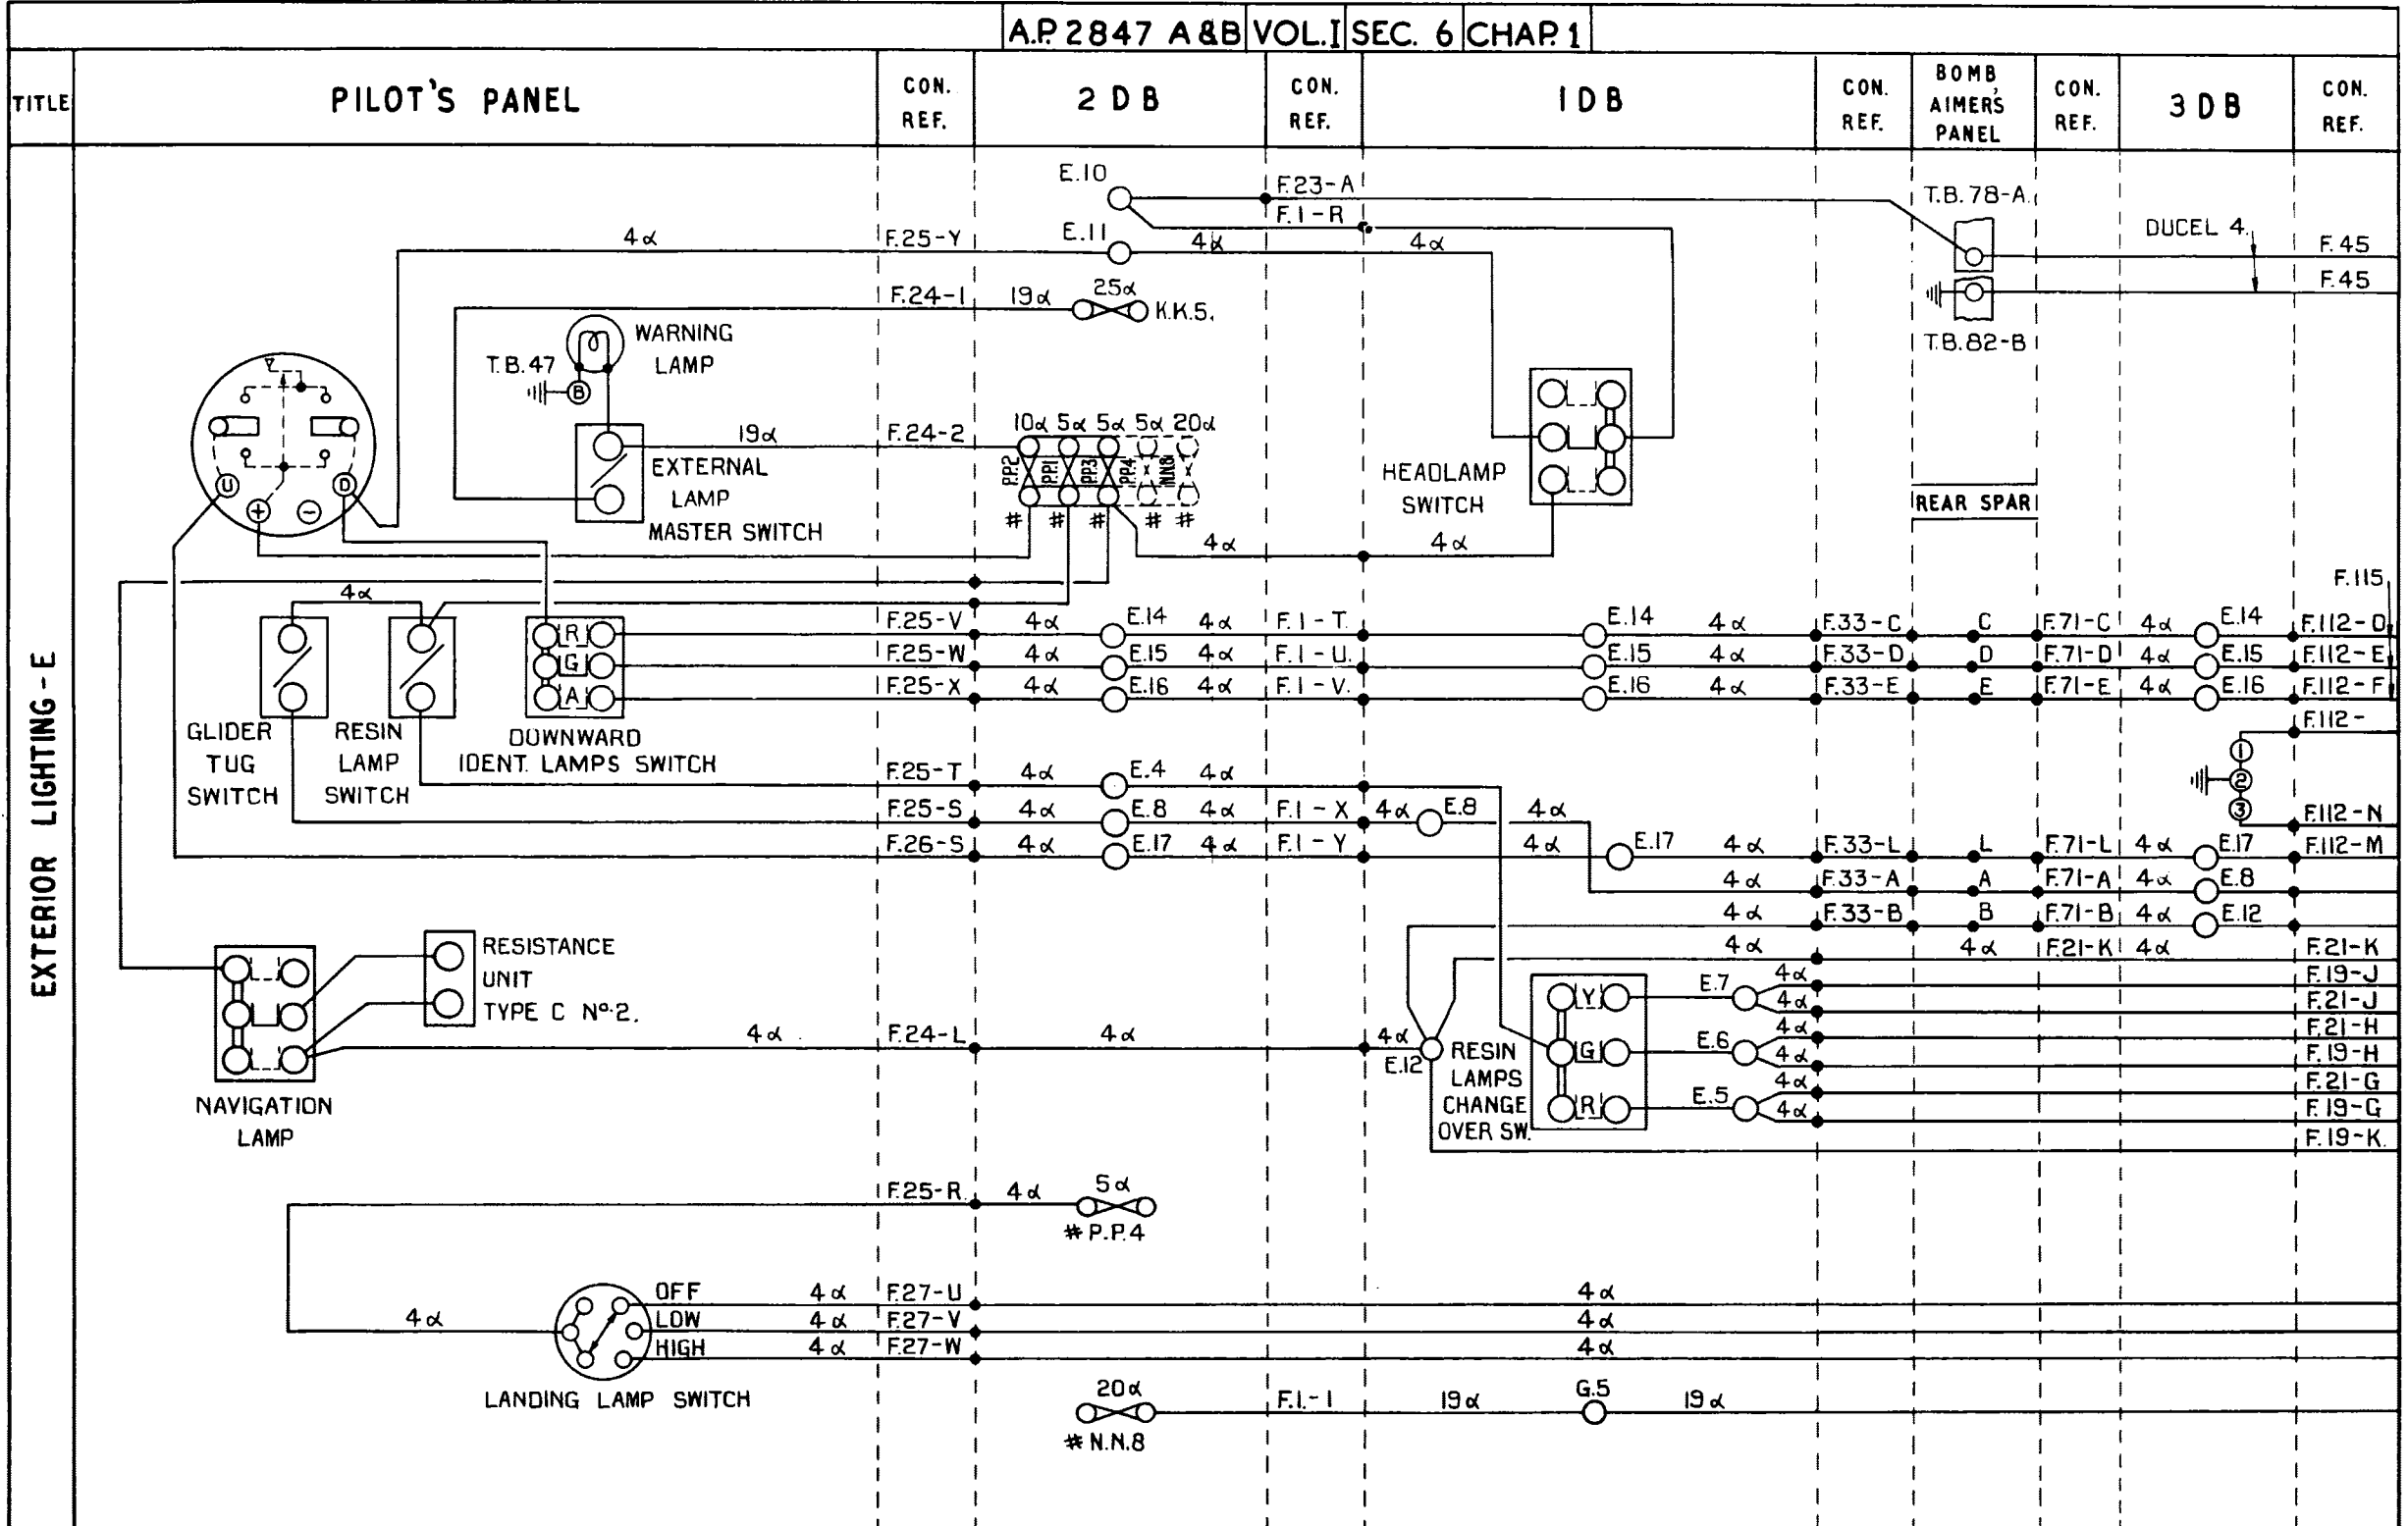 A.P. 2847 A&B VOL.I SEC. 6 CHAP. 1
TITLE
PILOT'S PANEL
CON. REF.
2 DB
CON. REF.
1 DB
CON. REF.
BOMB AIMER'S PANEL
CON. REF.
3 DB
CON. REF.
EXTERIOR LIGHTING - E
E.10
F.23-A
T.B.78-A.
F.1-R
DUCEL 4.
4α F.25-Y E.11 4α 4α
F.45
F.45
F.24-1 19α 25α K.K.5.
T.B.82-B
WARNING
LAMP
T.B.47
B
10α 5α 5α 5α 20α
19α F.24-2
P.P.2 P.P.1 P.P.3 P.P.4 N.N.8
# # # # #
EXTERNAL
LAMP
MASTER SWITCH
HEADLAMP
SWITCH
U D
+ −
REAR SPAR
4α 4α
F.115
4α
F.25-V 4α E.14 4α F.1-T. E.14 4α F.33-C C F.71-C 4α E.14 F.112-D
F.25-W 4α E.15 4α F.1-U. E.15 4α F.33-D D F.71-D 4α E.15 F.112-E
F.25-X 4α E.16 4α F.1-V. E.16 4α F.33-E E F.71-E 4α E.16 F.112-F
R
G
A
GLIDER
TUG
SWITCH
RESIN
LAMP
SWITCH
DOWNWARD
IDENT. LAMPS SWITCH
F.112-
1
2
3
F.25-T 4α E.4 4α
F.25-S 4α E.8 4α F.1-X 4α E.8 4α F.112-N
F.26-S 4α E.17 4α F.1-Y 4α E.17 4α F.33-L L F.71-L 4α E.17 F.112-M
4α F.33-A A F.71-A 4α E.8
4α F.33-B B F.71-B 4α E.12
4α 4α F.21-K 4α F.21-K
RESISTANCE
UNIT
TYPE C Nº.2.
Y E.7 4α F.19-J
4α F.21-J
G E.6 4α F.21-H
4α F.19-H
R E.5 4α F.21-G
4α F.19-G
F.19-K.
4α F.24-L 4α 4α E.12
RESIN
LAMPS
CHANGE
OVER SW.
NAVIGATION
LAMP
F.25-R. 4α 5α
# P.P.4
OFF 4α F.27-U 4α
4α LOW 4α F.27-V 4α
HIGH 4α F.27-W 4α
LANDING LAMP SWITCH
20α F.1.-1 19α G.5 19α
# N.N.8